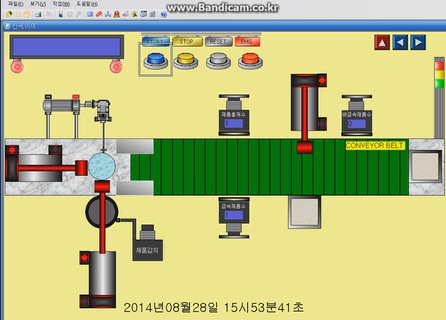 www.Bandicam.co.kr
START STOP RESET EMG
제품총계수
비금속제품수
CONVEYOR BELT
금속제품수
제품감지
2014년08월28일 15시53분41초